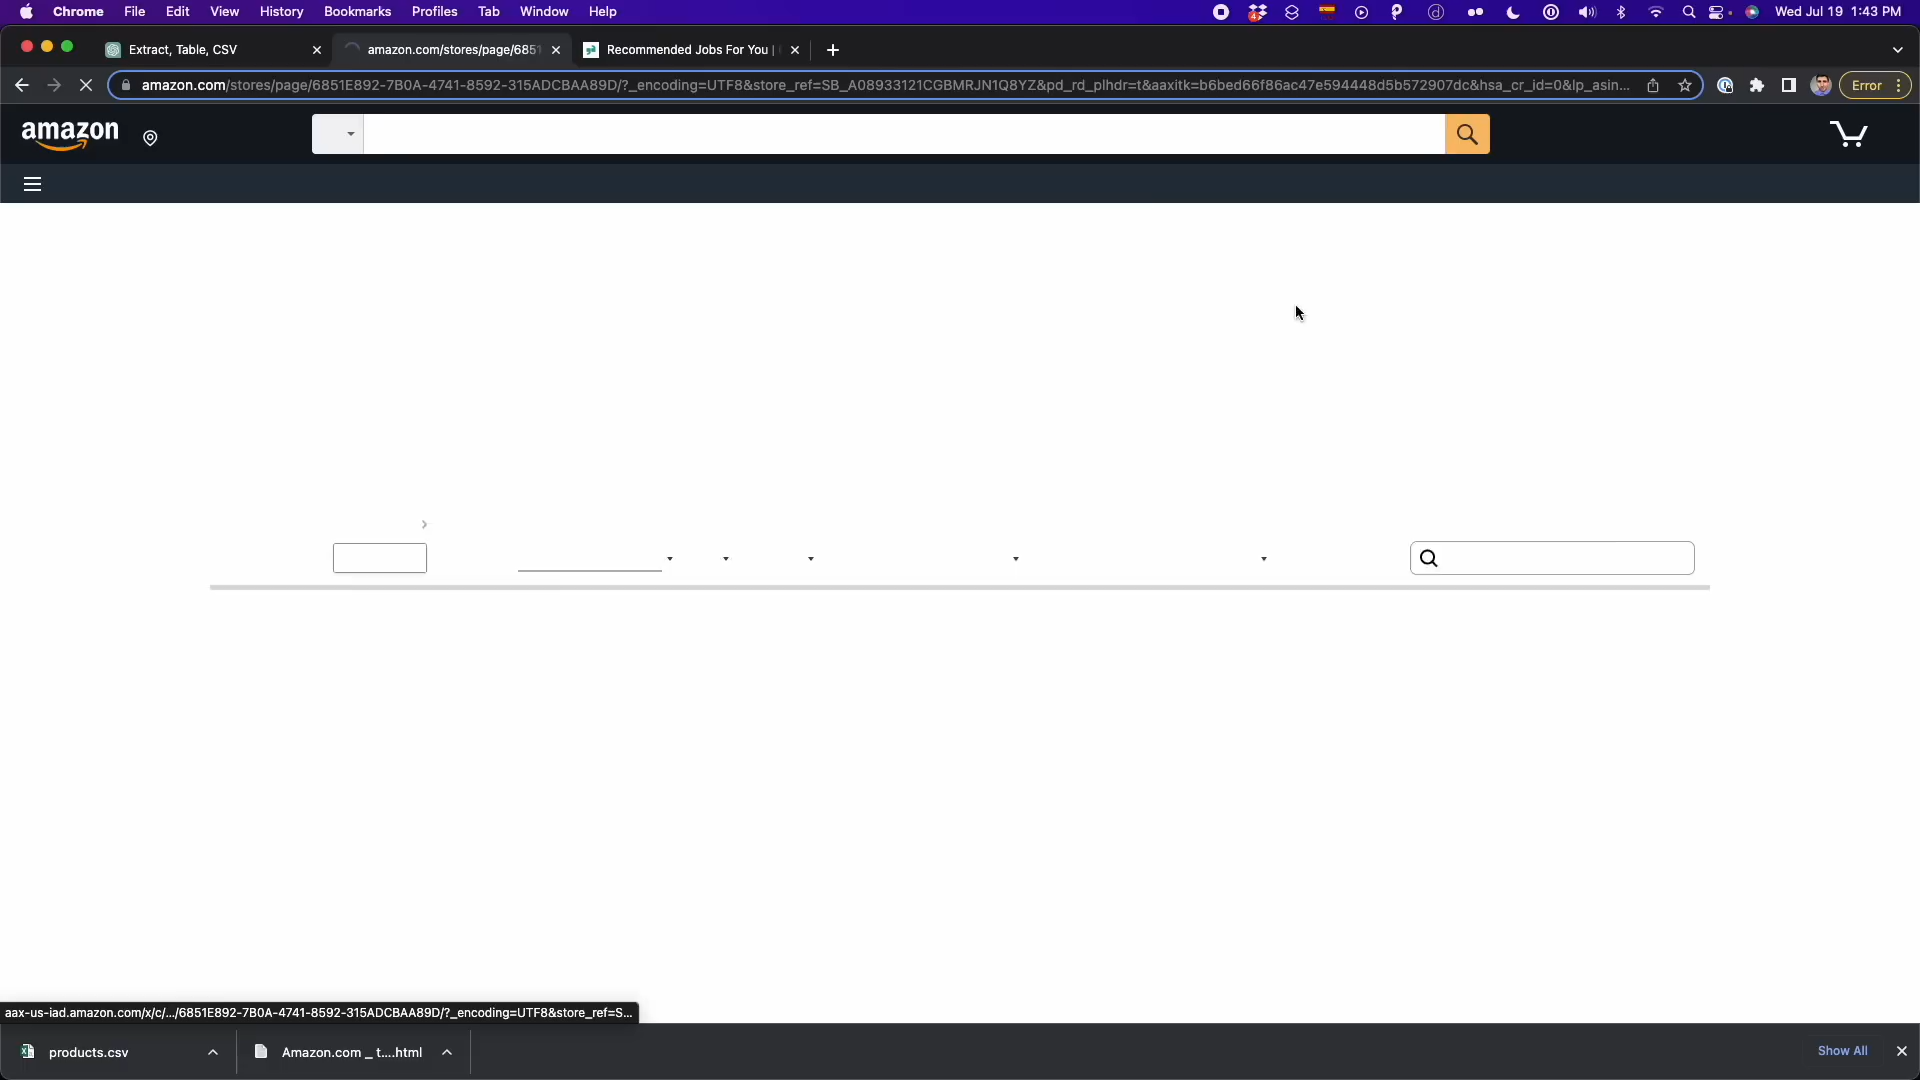 Chrome File Edit View History Bookmarks Profiles Tab Window Help
4
Wed Jul 19 1:43 PM
Extract, Table, CSV
amazon.com/stores/page/6851
Recommended Jobs For You |
amazon.com/stores/page/6851E892-7B0A-4741-8592-315ADCBAA89D/?_encoding=UTF8&store_ref=SB_A08933121CGBMRJN1Q8YZ&pd_rd_plhdr=t&aaxitk=b6bed66f86ac47e594448d5b572907dc&hsa_cr_id=0&lp_asin...
Error
amazon
aax-us-iad.amazon.com/x/c/.../6851E892-7B0A-4741-8592-315ADCBAA89D/?_encoding=UTF8&store_ref=S...
products.csv
Amazon.com _ t....html
Show All